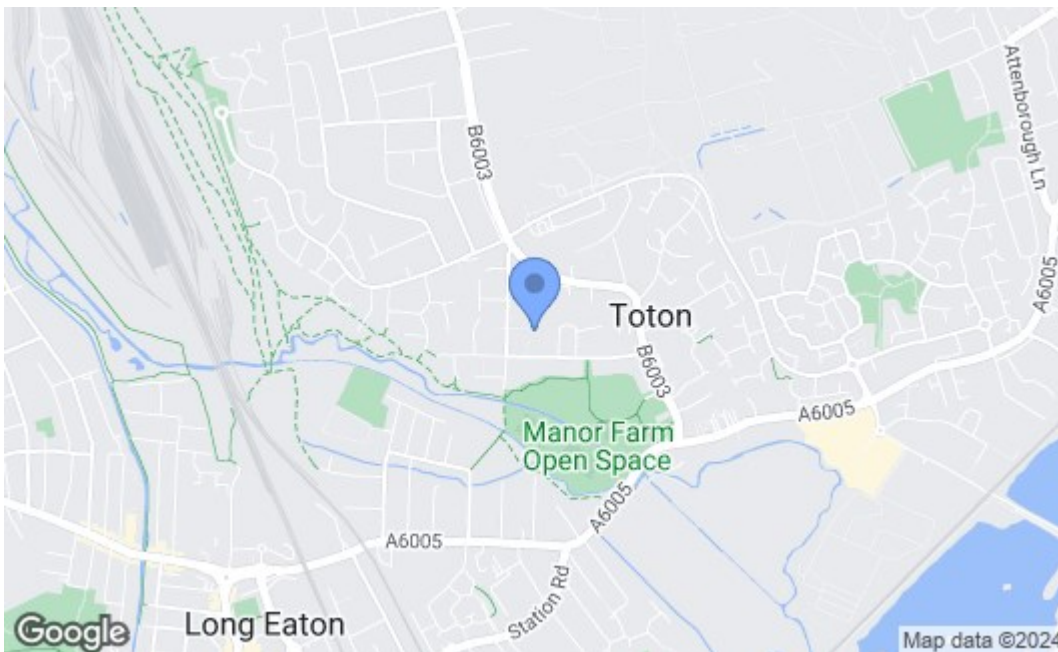 Attenborough Ln
B6003
A6005
Toton
B6003
A6005
Manor Farm
Open Space
A6005
A6005
Station Rd
Long Eaton
Google
Map data ©2024